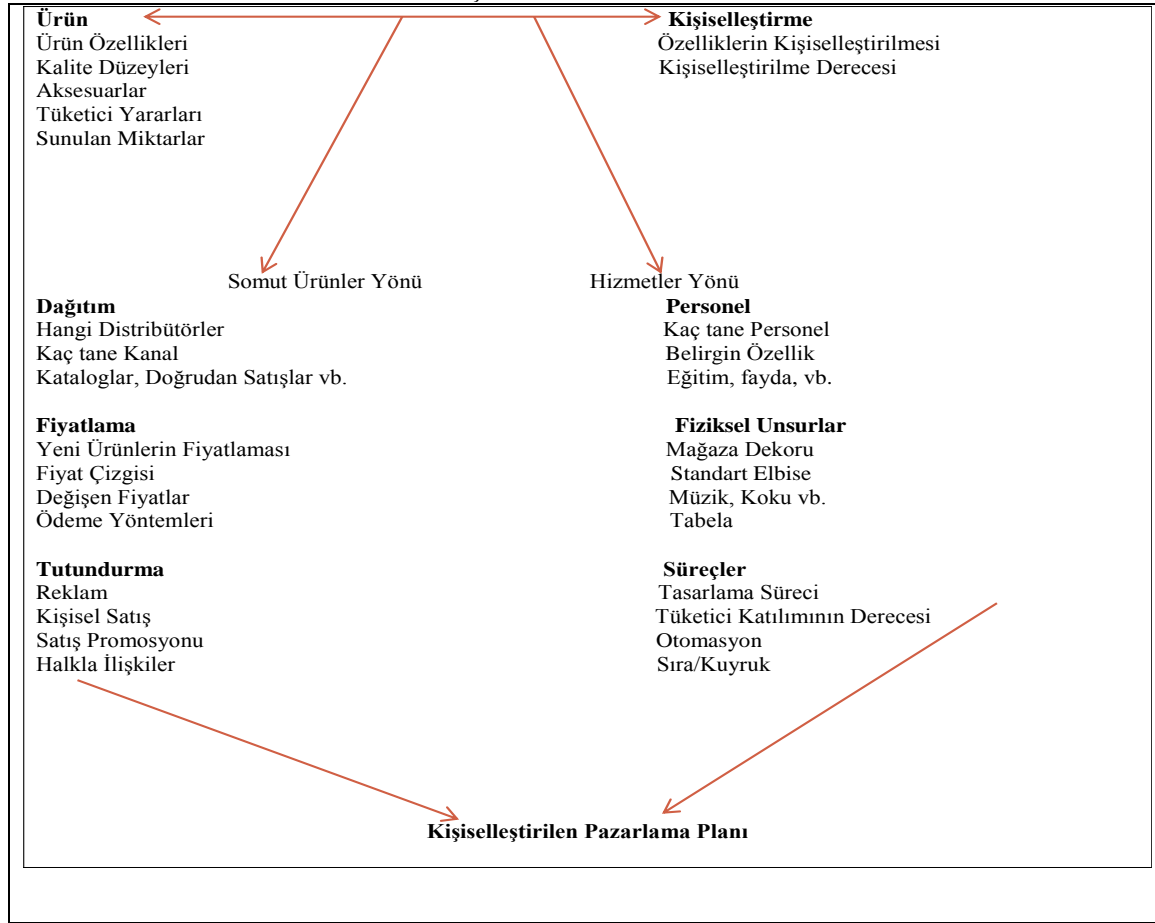 Ürün
Ürün Özellikleri
Kalite Düzeyleri
Aksesuarlar
Tüketici Yararları
Sunulan Miktarlar
Kişiselleştirme
Özelliklerin Kişiselleştirilmesi
Kişiselleştirilme Derecesi
Somut Ürünler Yönü
Dağıtım
Hangi Distribütörler
Kaç tane Kanal
Kataloglar, Doğrudan Satışlar vb.
Fiyatlama
Yeni Ürünlerin Fiyatlaması
Fiyat Çizgisi
Değişen Fiyatlar
Ödeme Yöntemleri
Tutundurma
Reklam
Kişisel Satış
Satış Promosyonu
Halkla İlişkiler
Hizmetler Yönü
Personel
Kaç tane Personel
Belirgin Özellik
Eğitim, fayda, vb.
Fiziksel Unsurlar
Mağaza Dekoru
Standart Elbise
Müzik, Koku vb.
Tabela
Süreçler
Tasarlama Süreci
Tüketici Katılımının Derecesi
Otomasyon
Sıra/Kuyruk
Kişiselleştirilen Pazarlama Planı